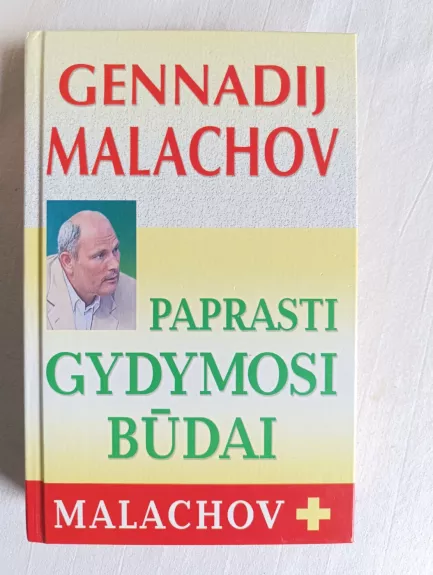 GENNADIJ
MALACHOV
PAPRASTI
GYDYMOSI
BŪDAI
MALACHOV +